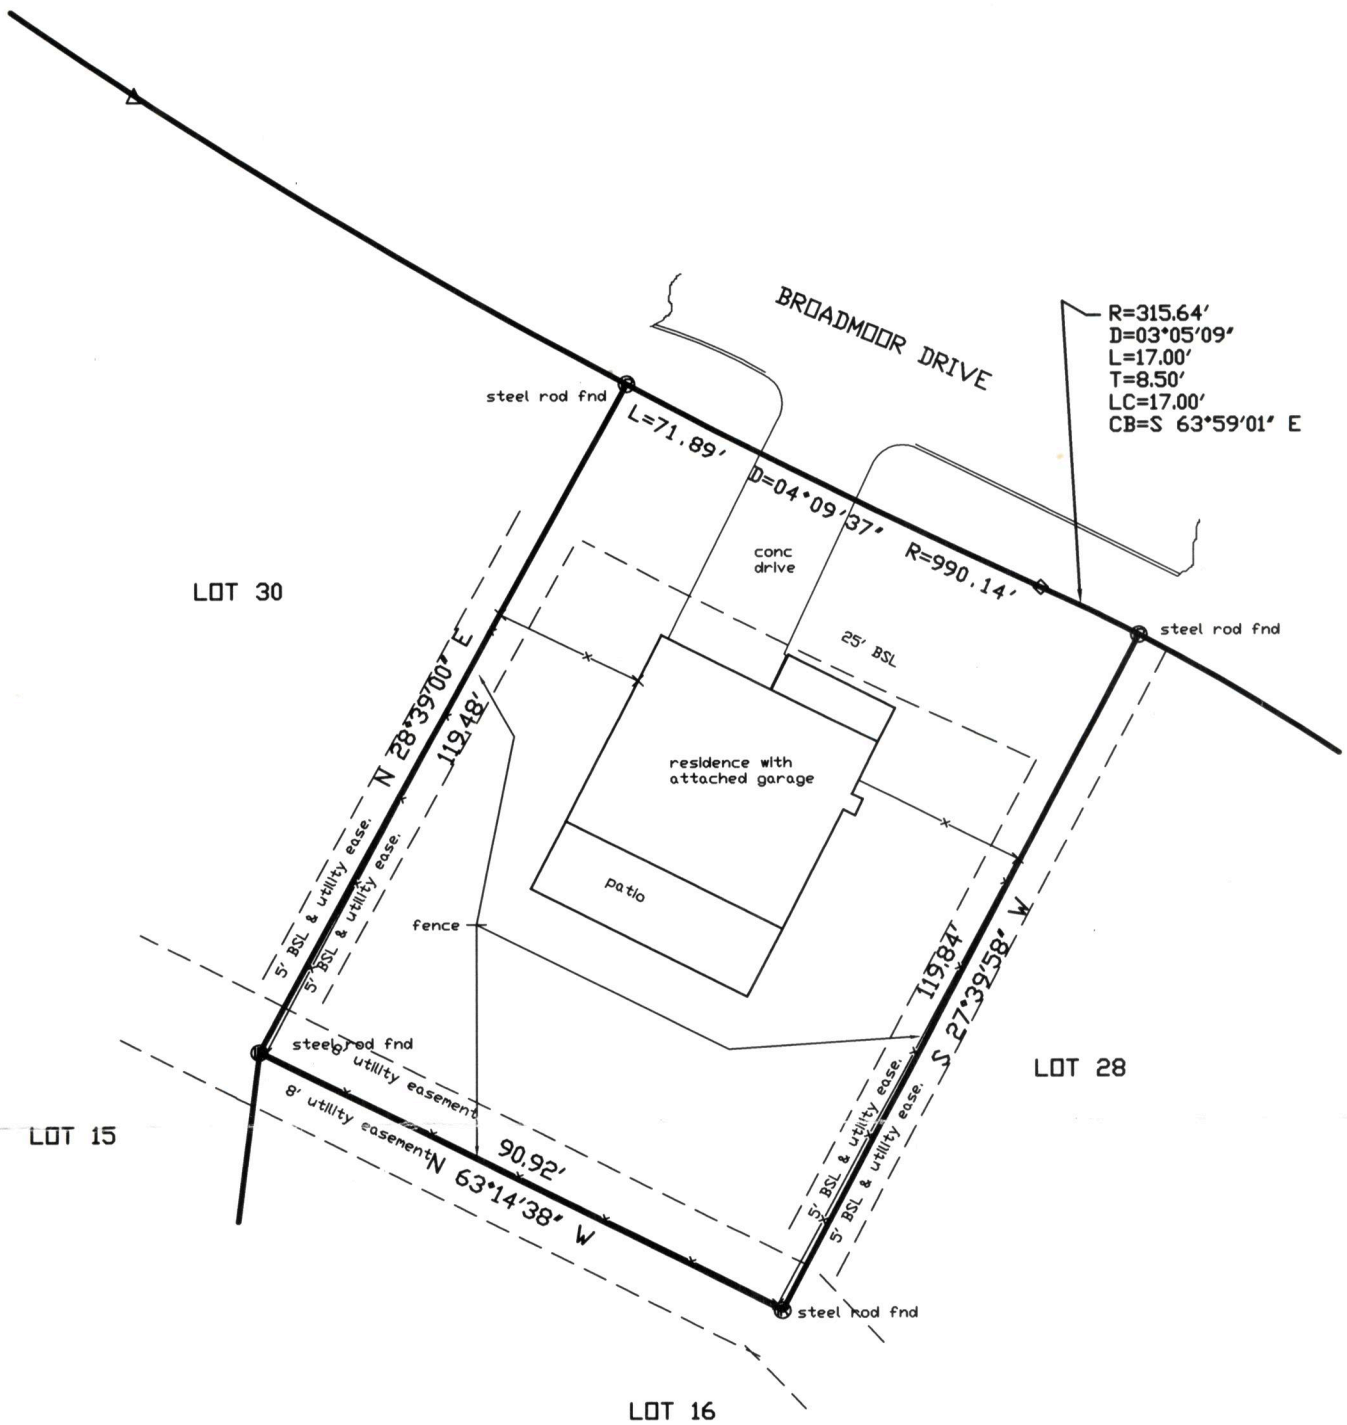 BROADMOOR DRIVE
R=315.64'
D=03°05'09"
L=17.00'
T=8.50'
LC=17.00'
CB=S 63°59'01" E
steel rod fnd
L=71.89' D=04°09'37" R=990.14'
conc
drive
LOT 30
steel rod fnd
25' BSL
N 28°39'00" E
119.48'
residence with
attached garage
5' BSL & utility ease.
5' BSL & utility ease.
patio
fence
119.84'
S 27°39'58" W
steel rod fnd
8' utility easement
8' utility easement
LOT 28
5' BSL & utility ease.
5' BSL & utility ease.
LOT 15
90.92'
N 63°14'38" W
steel rod fnd
LOT 16